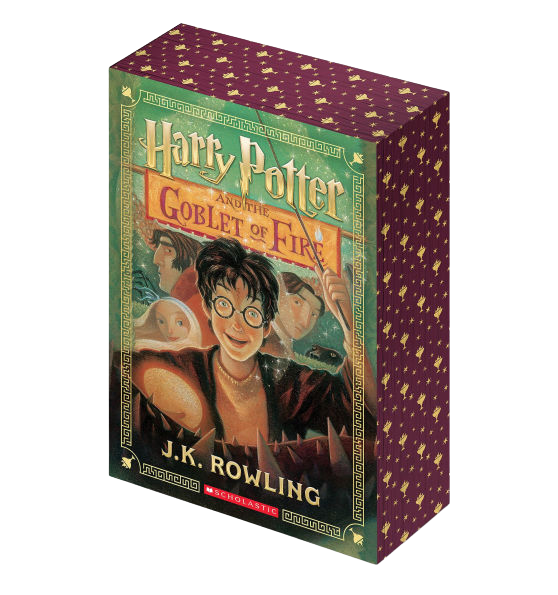 Harry Potter
AND THE
GOBLET OF FIRE
J.K. ROWLING
SCHOLASTIC